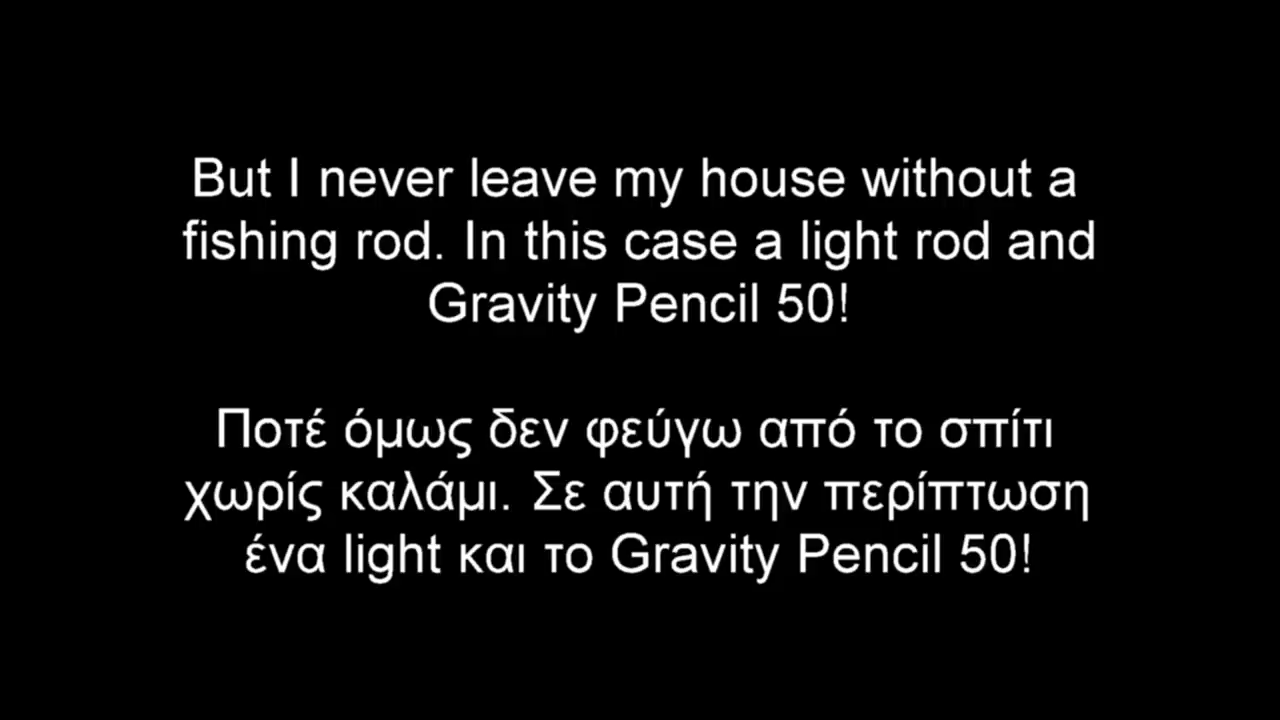 But I never leave my house without a
fishing rod. In this case a light rod and
Gravity Pencil 50!
Ποτέ όμως δεν φεύγω από το σπίτι
χωρίς καλάμι. Σε αυτή την περίπτωση
ένα light και το Gravity Pencil 50!